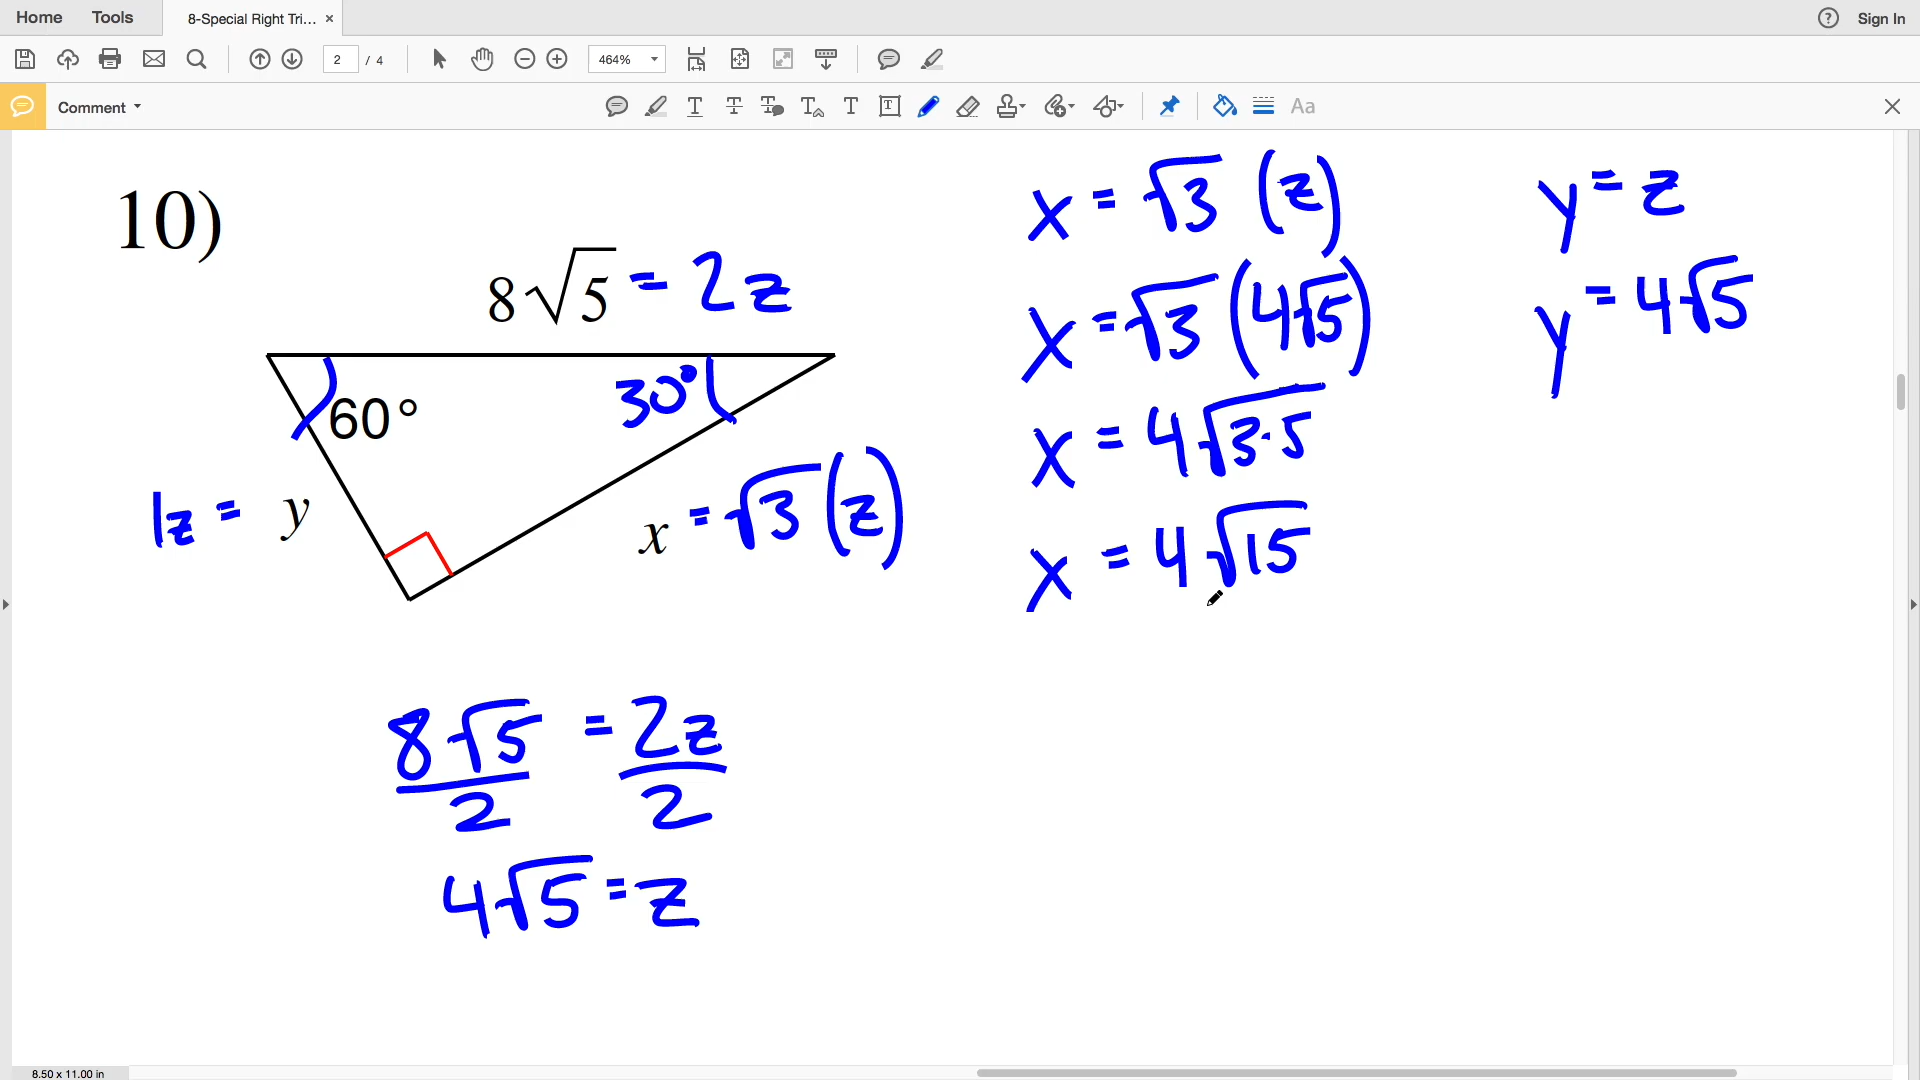 Home Tools 8-Special Right Tri... × ? Sign In
2 / 4 464%
Comment T T T T T T Aa
10)
8√5 = 2z
60° 30°
1z = y
x = √3 (z)
8√5 = 2z
2 2
4√5 = z
x = √3 (z)
x = √3 (4√5)
x = 4√3·5
x = 4√15
y = z
y = 4√5
8.50 x 11.00 in